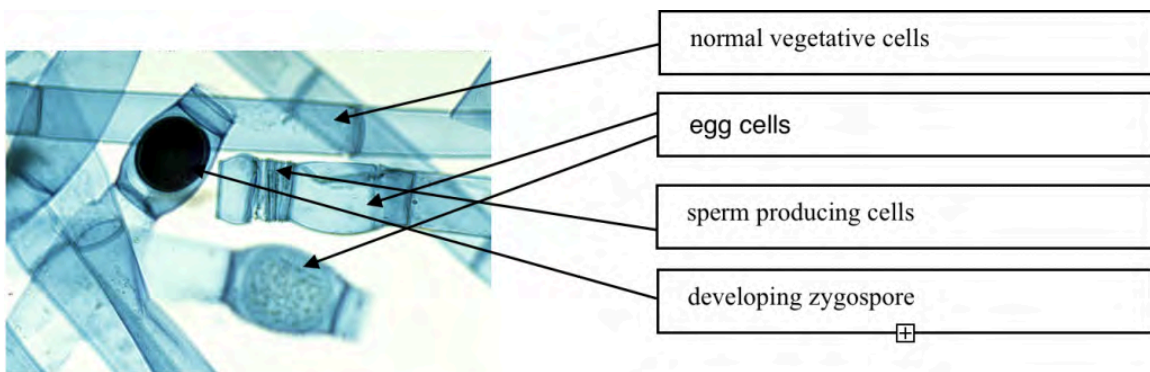 normal vegetative cells
egg cells
sperm producing cells
developing zygospore